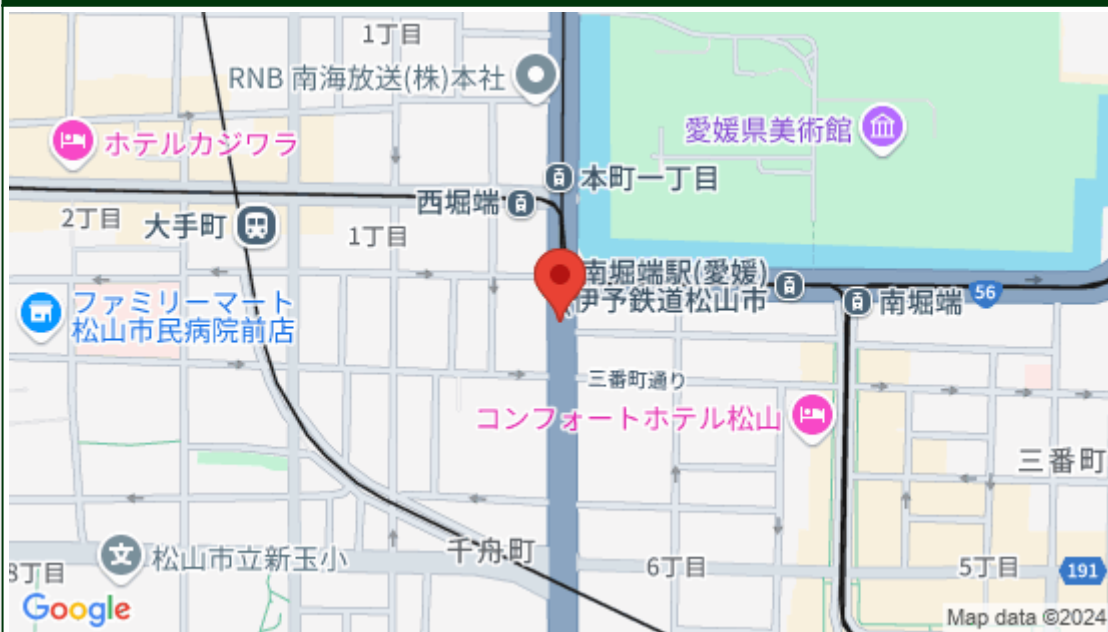 1丁目
RNB 南海放送(株)本社
愛媛県美術館
ホテルカジワラ
本町一丁目
西堀端
2丁目
大手町
1丁目
南堀端駅(愛媛)
伊予鉄道松山市
56
南堀端
ファミリーマート
松山市民病院前店
三番町通り
コンフォートホテル松山
三番町
千舟町
文
松山市立新玉小
8丁目
6丁目
5丁目
191
Google
Map data ©2024